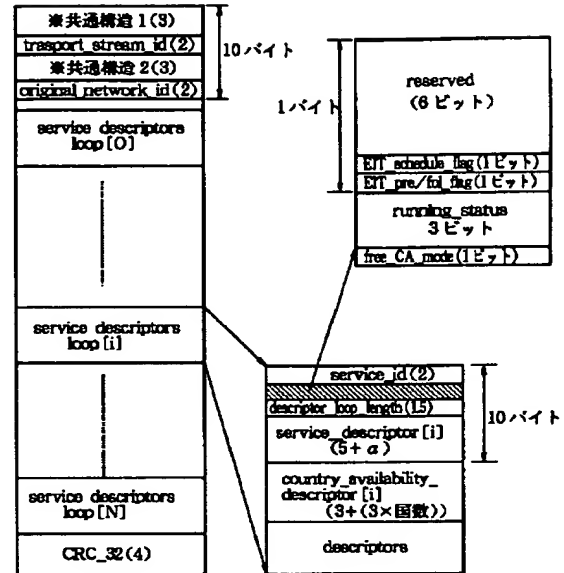 ※共通構造1(3)
trasport_stream_id(2)
※共通構造2(3)
original_network_id(2)
10バイト
service descriptors
loop[0]
service descriptors
loop[i]
service descriptors
loop[N]
CRC_32(4)
1バイト
reserved
(6ビット)
EIT_schedule_flag(1ビット)
EIT_pre/fol_flag(1ビット)
running_status
3ビット
free_CA_mode(1ビット)
service_id(2)
descriptor_loop_length(1.5)
service_descriptor[i]
(5+α)
10バイト
country_availability_
descriptor[i]
(3+(3×国数))
descriptors